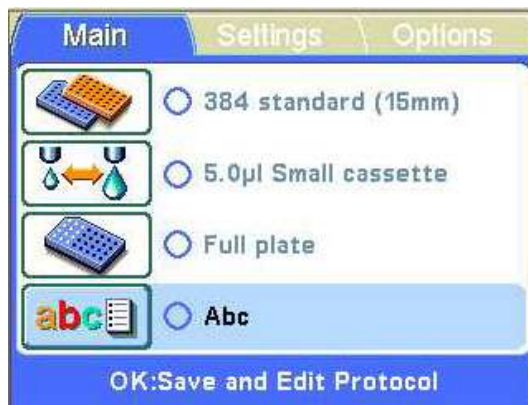 Main Settings Options
384 standard (15mm)
5.0µl Small cassette
Full plate
abc Abc
OK:Save and Edit Protocol